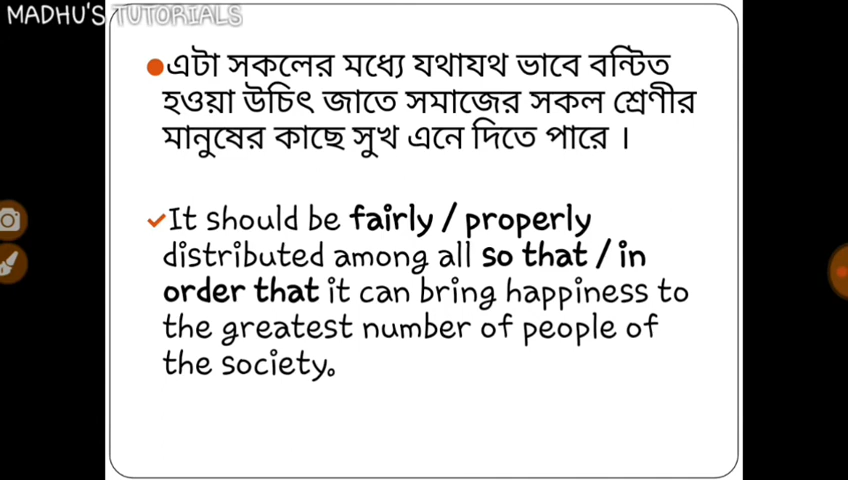 MADHU'S TUTORIALS
এটা সকলের মধ্যে যথাযথ ভাবে বন্টিত
হওয়া উচিৎ জাতে সমাজের সকল শ্রেণীর
মানুষের কাছে সুখ এনে দিতে পারে ।
It should be fairly / properly
distributed among all so that / in
order that it can bring happiness to
the greatest number of people of
the society.